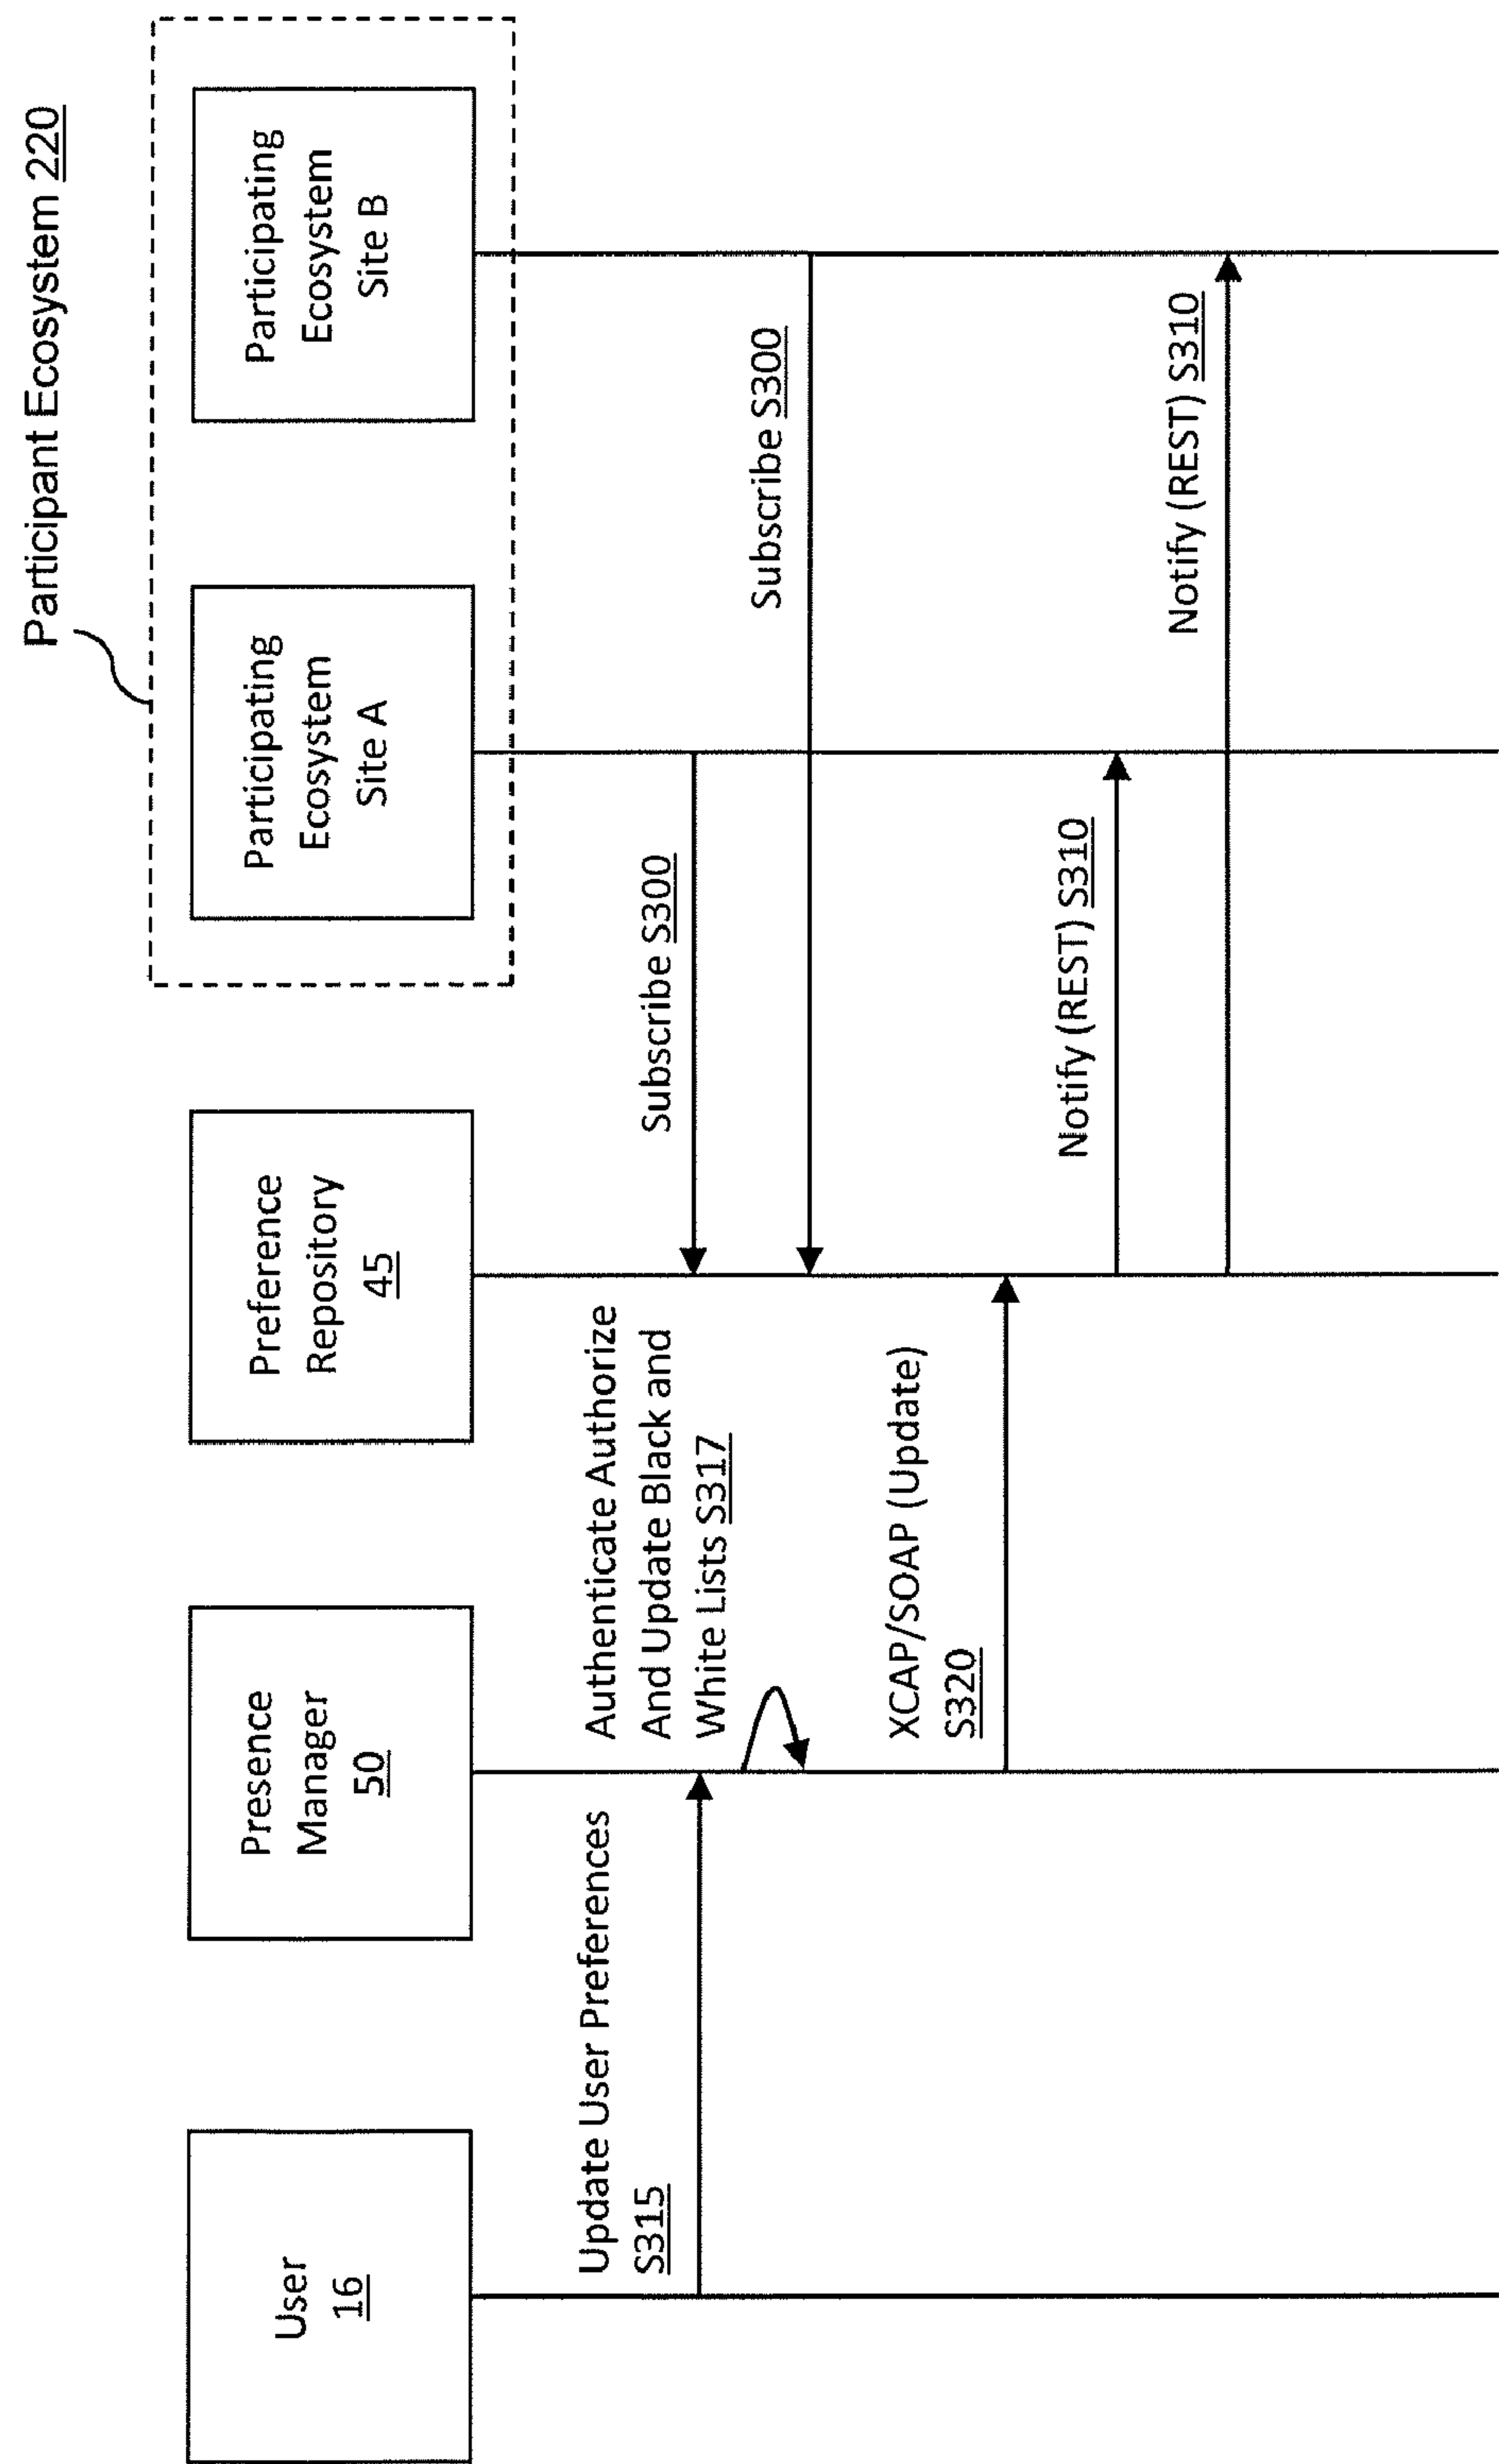 Participant Ecosystem 220
User
16
Presence
Manager
50
Preference
Repository
45
Participating
Ecosystem
Site A
Participating
Ecosystem
Site B
Update User Preferences
S315
Authenticate Authorize
And Update Black and
White Lists S317
Subscribe S300
Subscribe S300
XCAP/SOAP (Update)
S320
Notify (REST) S310
Notify (REST) S310